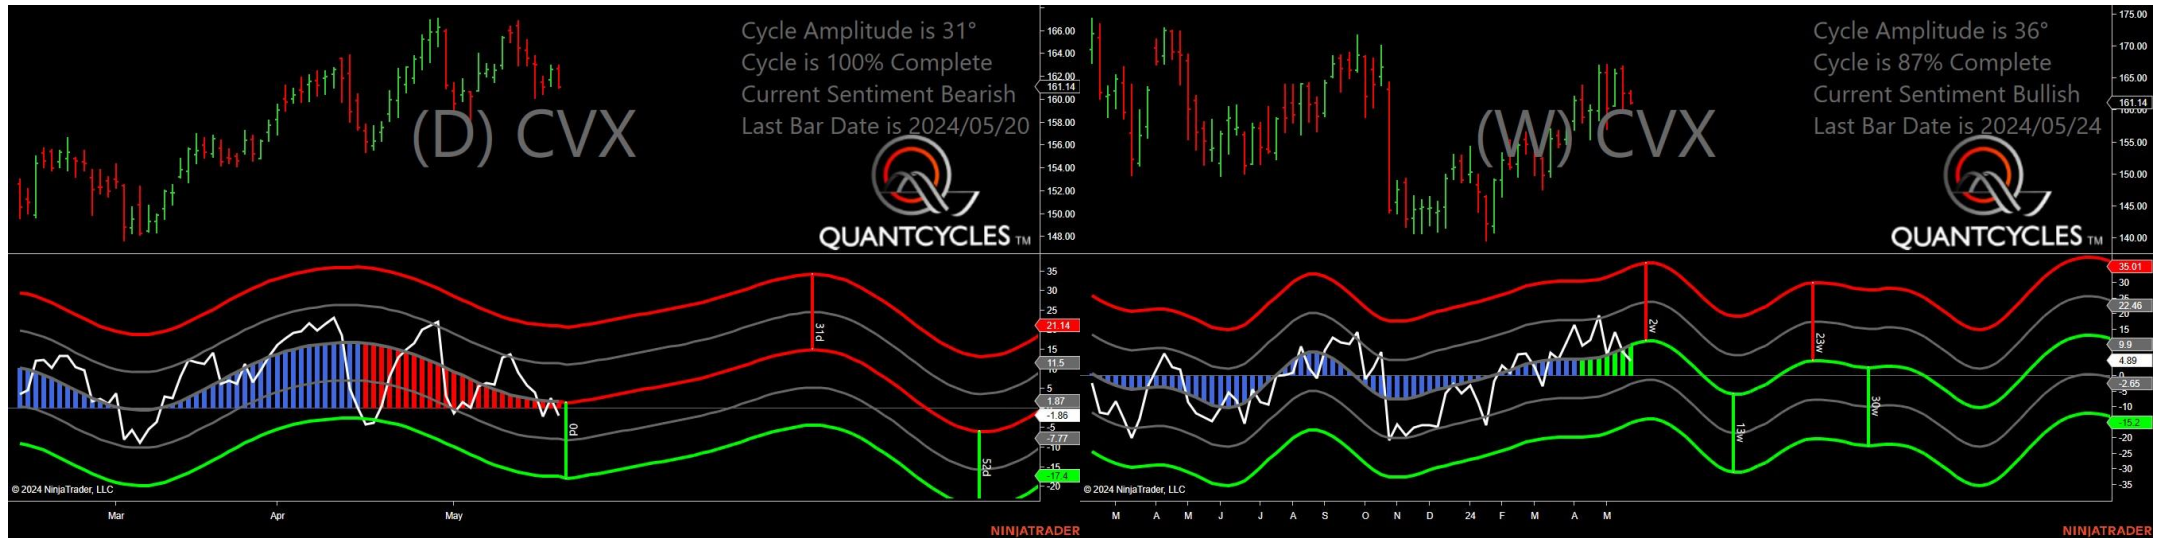 Cycle Amplitude is 31°
Cycle is 100% Complete
Current Sentiment Bearish
Last Bar Date is 2024/05/20
(D) CVX
QUANTCYCLES TM
166.00
164.00
162.00
161.14
160.00
158.00
156.00
154.00
152.00
150.00
148.00
35
30
25
21.14
15
11.5
5
1.87
-1.86
-5
-7.77
-10
-15
-17.4
-20
31d
0d
52d
© 2024 NinjaTrader, LLC
Mar Apr May
NINJATRADER
Cycle Amplitude is 36°
Cycle is 87% Complete
Current Sentiment Bullish
Last Bar Date is 2024/05/24
(W) CVX
QUANTCYCLES TM
175.00
170.00
165.00
161.14
155.00
150.00
145.00
140.00
35.01
30
22.46
20
15
9.9
4.89
0
-2.65
-5
-10
-15.2
-20
-25
-30
-35
2w
23w
13w
30w
© 2024 NinjaTrader, LLC
M A M J J A S O N D 24 F M A M
NINJATRADER